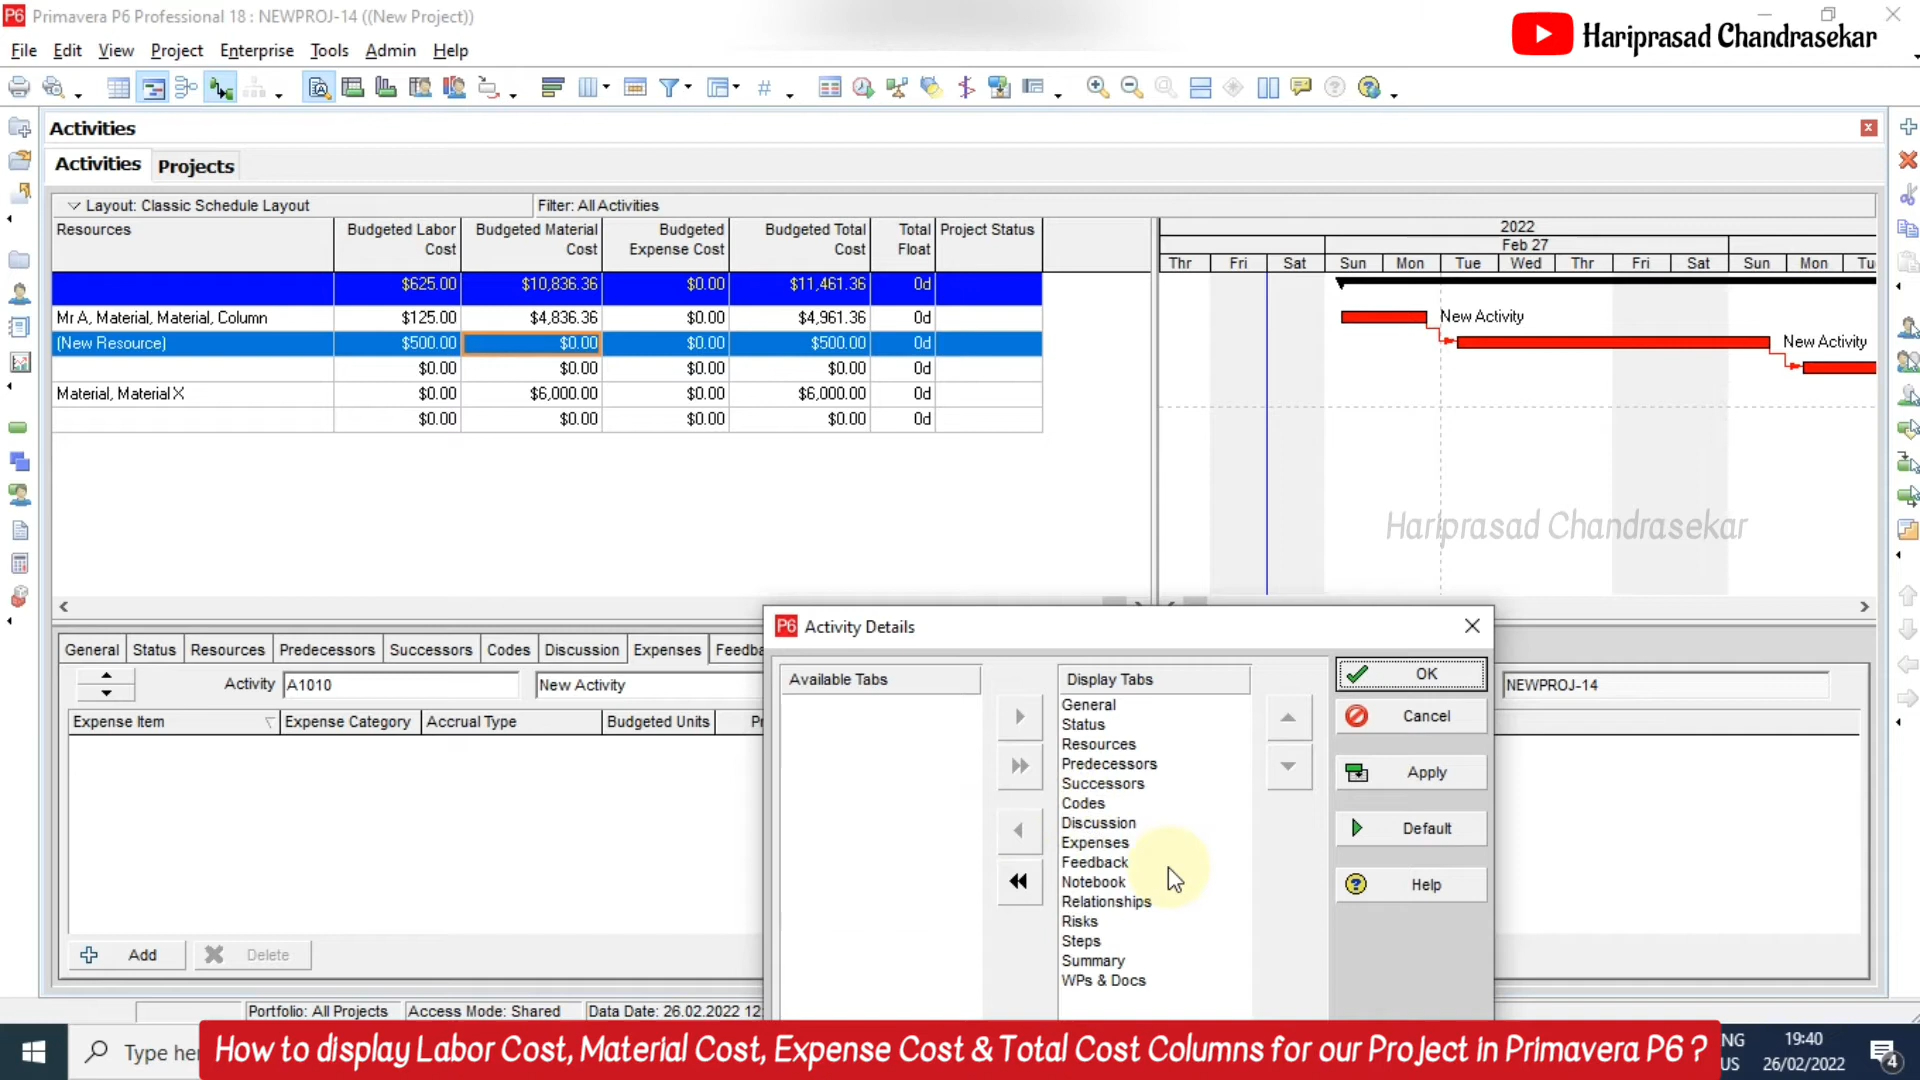 P6 Primavera P6 Professional 18 : NEWPROJ-14 ((New Project))
Hariprasad Chandrasekar
File Edit View Project Enterprise Tools Admin Help
Activities
Activities Projects
Layout: Classic Schedule Layout Filter: All Activities
Resources Budgeted Labor Cost Budgeted Material Cost Budgeted Expense Cost Budgeted Total Cost Total Float Project Status
2022
Feb 27
Thr Fri Sat Sun Mon Tue Wed Thr Fri Sat Sun Mon Tu
$625.00 $10,836.36 $0.00 $11,461.36 0d
Mr A, Material, Material, Column $125.00 $4,836.36 $0.00 $4,961.36 0d New Activity
(New Resource) $500.00 $0.00 $0.00 $500.00 0d New Activity
$0.00 $0.00 $0.00 $0.00 0d
Material, Material X $0.00 $6,000.00 $0.00 $6,000.00 0d
$0.00 $0.00 $0.00 $0.00 0d
Hariprasad Chandrasekar
General Status Resources Predecessors Successors Codes Discussion Expenses Feedba
Activity A1010 New Activity NEWPROJ-14
Expense Item Expense Category Accrual Type Budgeted Units P
Add Delete
P6 Activity Details
Available Tabs Display Tabs
General
Status
Resources
Predecessors
Successors
Codes
Discussion
Expenses
Feedback
Notebook
Relationships
Risks
Steps
Summary
WPs & Docs
OK
Cancel
Apply
Default
Help
Portfolio: All Projects Access Mode: Shared Data Date: 26.02.2022 12
Type he
How to display Labor Cost, Material Cost, Expense Cost & Total Cost Columns for our Project in Primavera P6 ?
NG
US
19:40
26/02/2022
4